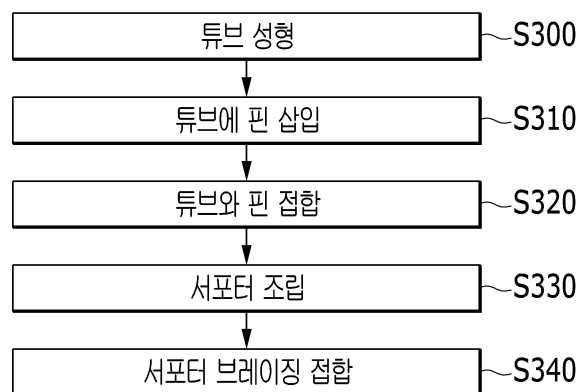 튜브 성형 S300
튜브에 핀 삽입 S310
튜브와 핀 접합 S320
서포터 조립 S330
서포터 브레이징 접합 S340